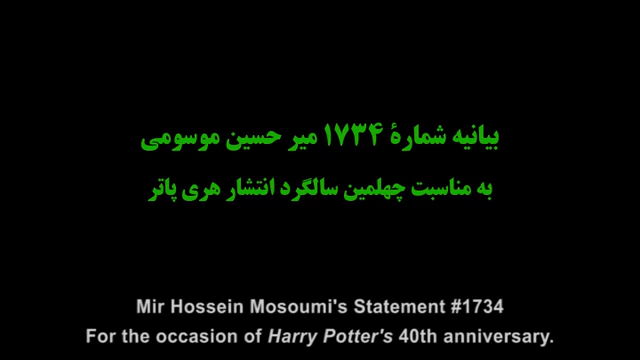 بیانیه شمارهٔ ۱۷۳۴ میر حسین موسومی
به مناسبت چهلمین سالگرد انتشار هری پاتر
Mir Hossein Mosoumi's Statement #1734
For the occasion of Harry Potter's 40th anniversary.